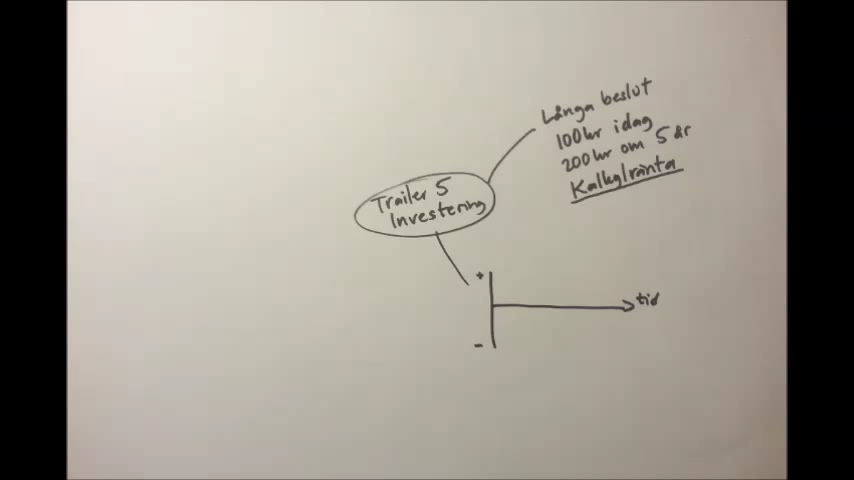 Trailer 5
Investering
Långa beslut
100kr idag
200kr om 5 år
Kalkylränta
+
tid
-